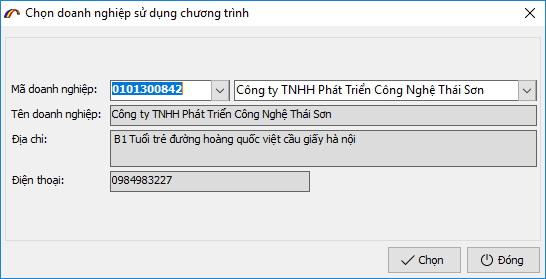 Chọn doanh nghiệp sử dụng chương trình
Mã doanh nghiệp: 0101300842 Công ty TNHH Phát Triển Công Nghệ Thái Sơn
Tên doanh nghiệp: Công ty TNHH Phát Triển Công Nghệ Thái Sơn
Địa chỉ: B1 Tuổi trẻ đường hoàng quốc việt cầu giấy hà nội
Điện thoại: 0984983227
Chọn Đóng